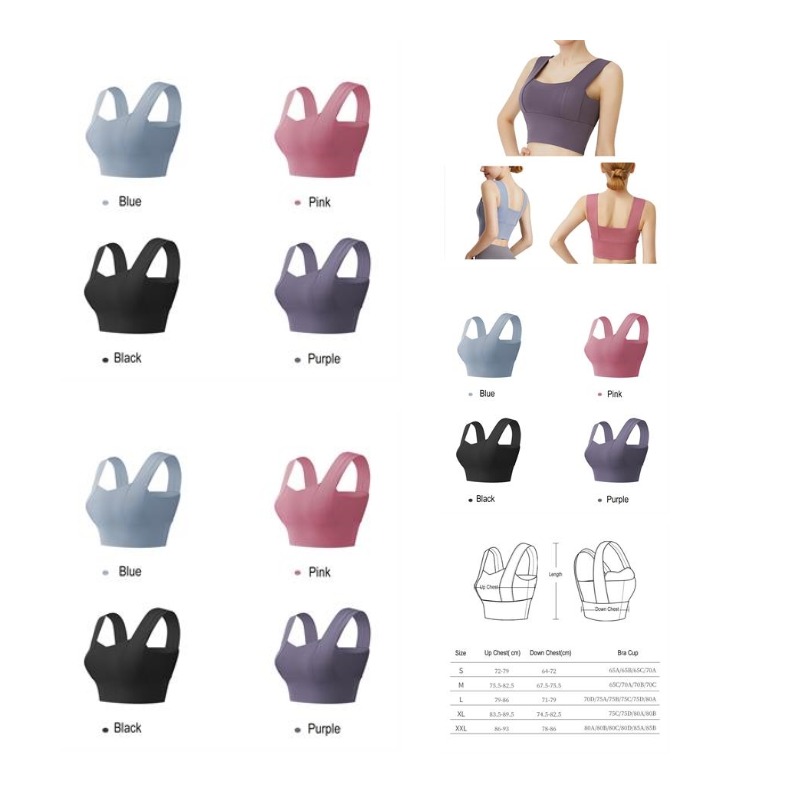 Blue
Pink
Black
Purple
Blue
Pink
Black
Purple
Blue
Pink
Black
Purple
Up Chest
Length
Down Chest
Size Up Chest( cm) Down Chest(cm) Bra Cup
S 72-79 64-72 65A/65B/65C/70A
M 75.5-82.5 67.5-75.5 65C/70A/70B/70C
L 79-86 71-79 70D/75A/75B/75C/75D/80A
XL 83.5-89.5 74.5-82.5 75C/75D/80A/80B
XXL 86-93 78-86 80A/80B/80C/80D/85A/85B